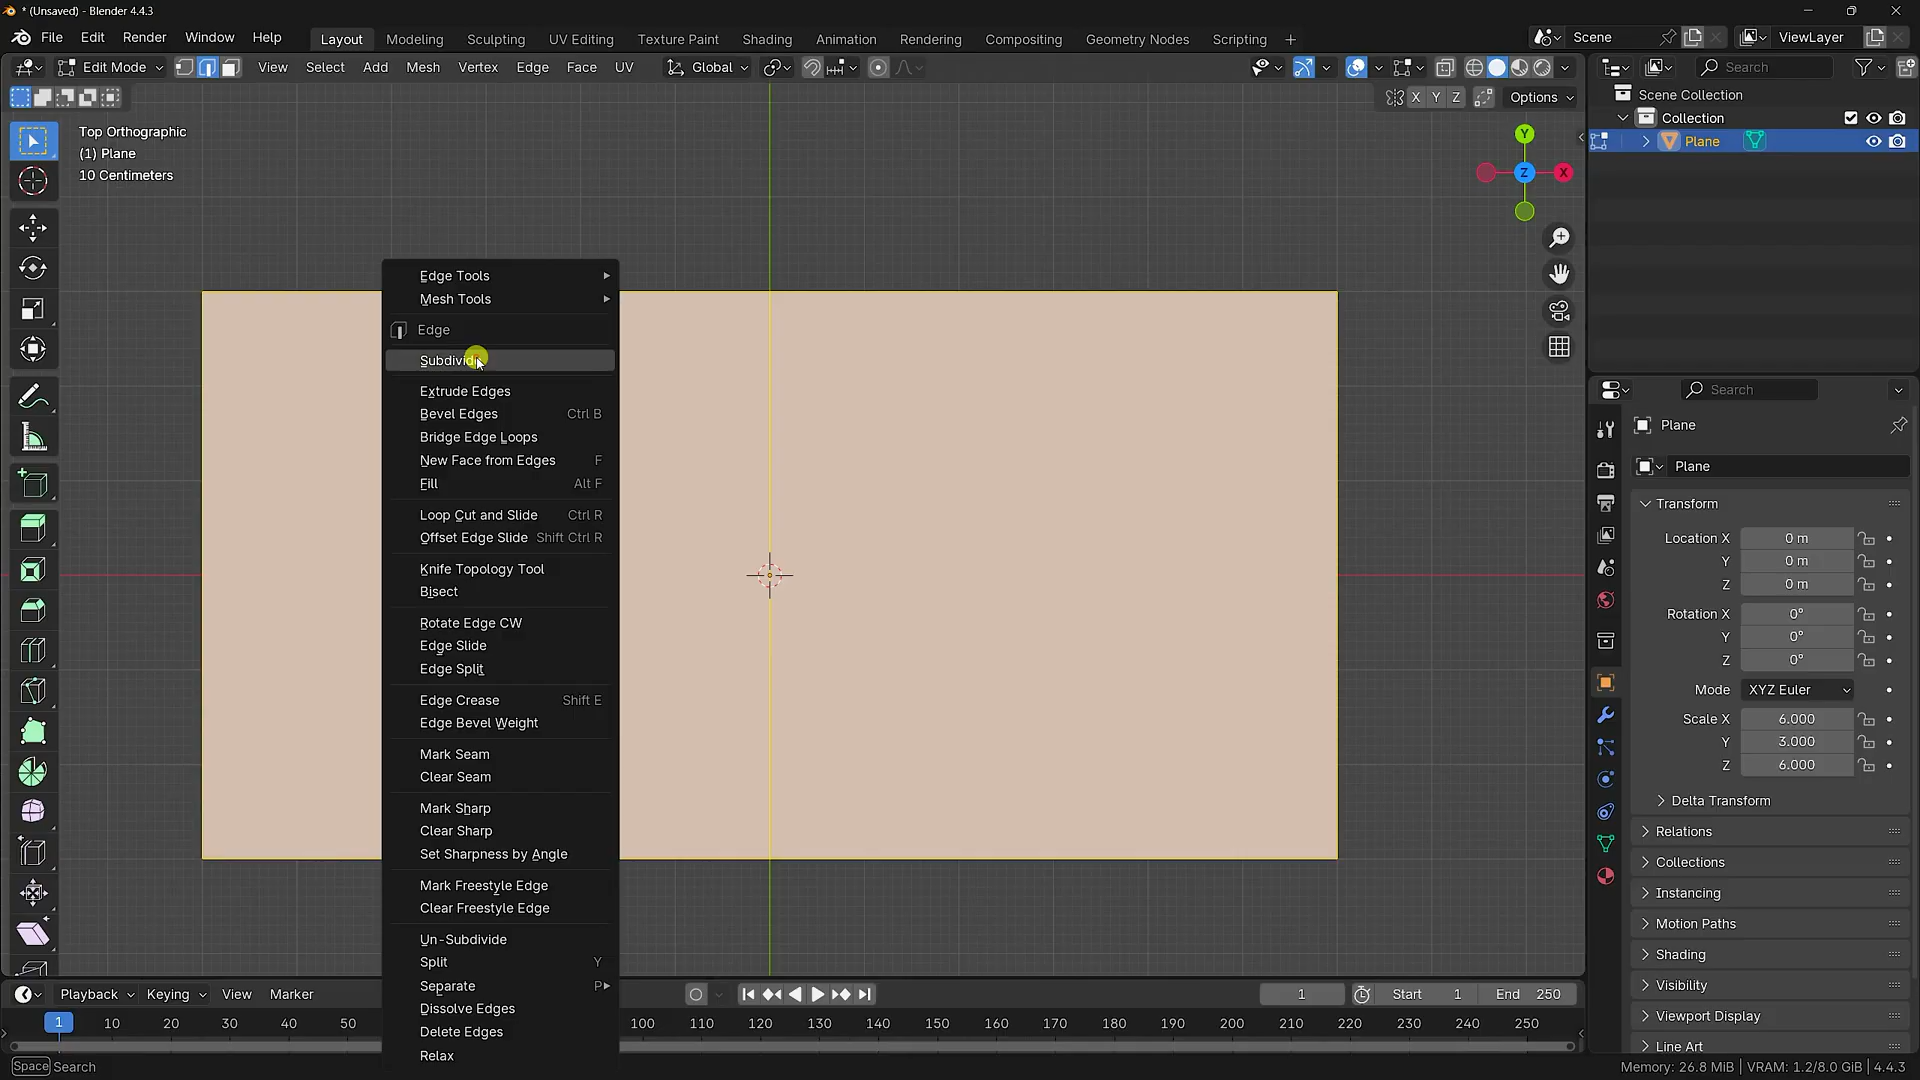 * (Unsaved) - Blender 4.4.3
File Edit Render Window Help Layout Modeling Sculpting UV Editing Texture Paint Shading Animation Rendering Compositing Geometry Nodes Scripting + Scene ViewLayer
Edit Mode View Select Add Mesh Vertex Edge Face UV Global Search
X Y Z Options
Scene Collection
Collection
Plane
Top Orthographic
(1) Plane
10 Centimeters
Y
Z X
Edge Tools
Mesh Tools
Edge
Subdivide
Extrude Edges
Bevel Edges Ctrl B
Bridge Edge Loops
New Face from Edges F
Fill Alt F
Loop Cut and Slide Ctrl R
Offset Edge Slide Shift Ctrl R
Knife Topology Tool
Bisect
Rotate Edge CW
Edge Slide
Edge Split
Edge Crease Shift E
Edge Bevel Weight
Mark Seam
Clear Seam
Mark Sharp
Clear Sharp
Set Sharpness by Angle
Mark Freestyle Edge
Clear Freestyle Edge
Un-Subdivide
Split Y
Separate P
Dissolve Edges
Delete Edges
Relax
Search
Plane
Plane
Transform
Location X 0 m
Y 0 m
Z 0 m
Rotation X 0°
Y 0°
Z 0°
Mode XYZ Euler
Scale X 6.000
Y 3.000
Z 6.000
Delta Transform
Relations
Collections
Instancing
Motion Paths
Shading
Visibility
Viewport Display
Line Art
Playback Keying View Marker 1 Start 1 End 250
1 10 20 30 40 50 100 110 120 130 140 150 160 170 180 190 200 210 220 230 240 250
Space Search
Memory: 26.8 MiB | VRAM: 1.2/8.0 GiB | 4.4.3